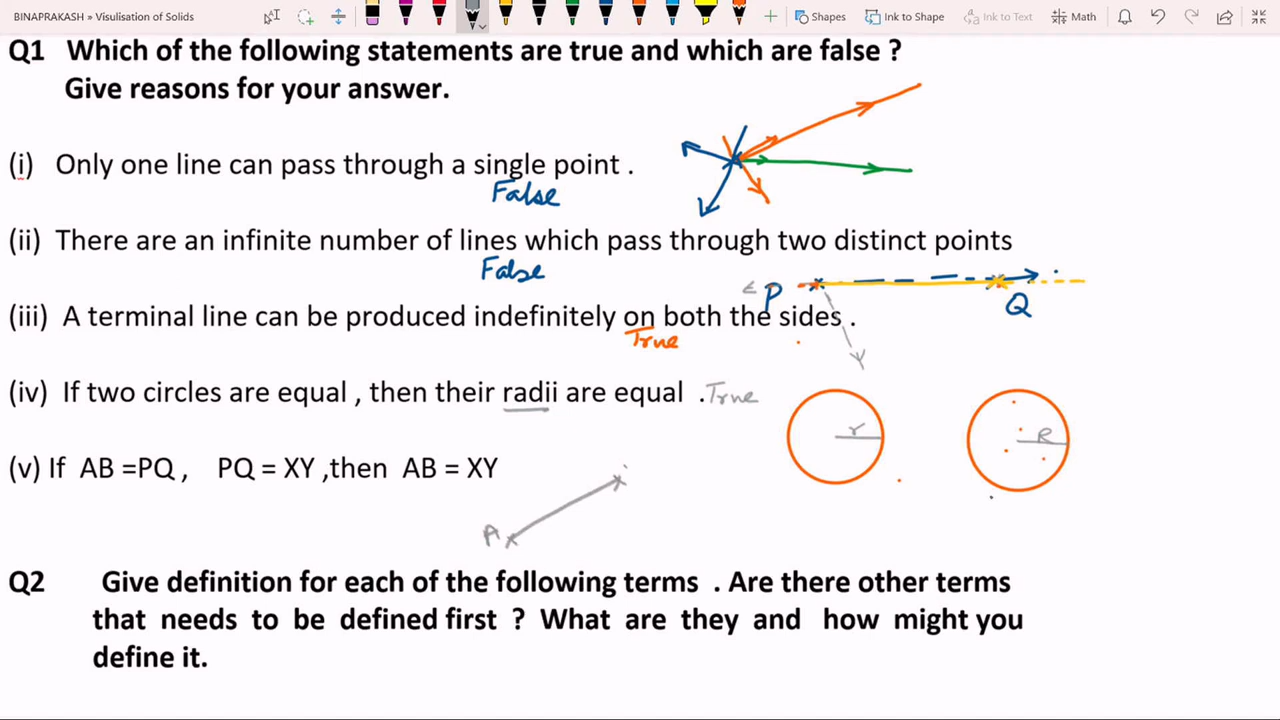 BINAPRAKASH » Visulisation of Solids
Shapes
Ink to Shape
Ink to Text
Math
Q1 Which of the following statements are true and which are false ?
Give reasons for your answer.
(i) Only one line can pass through a single point .
False
(ii) There are an infinite number of lines which pass through two distinct points
False
P
Q
(iii) A terminal line can be produced indefinitely on both the sides .
True
(iv) If two circles are equal , then their radii are equal .True
r
R
(v) If AB =PQ , PQ = XY ,then AB = XY
A
Q2 Give definition for each of the following terms . Are there other terms
that needs to be defined first ? What are they and how might you
define it.